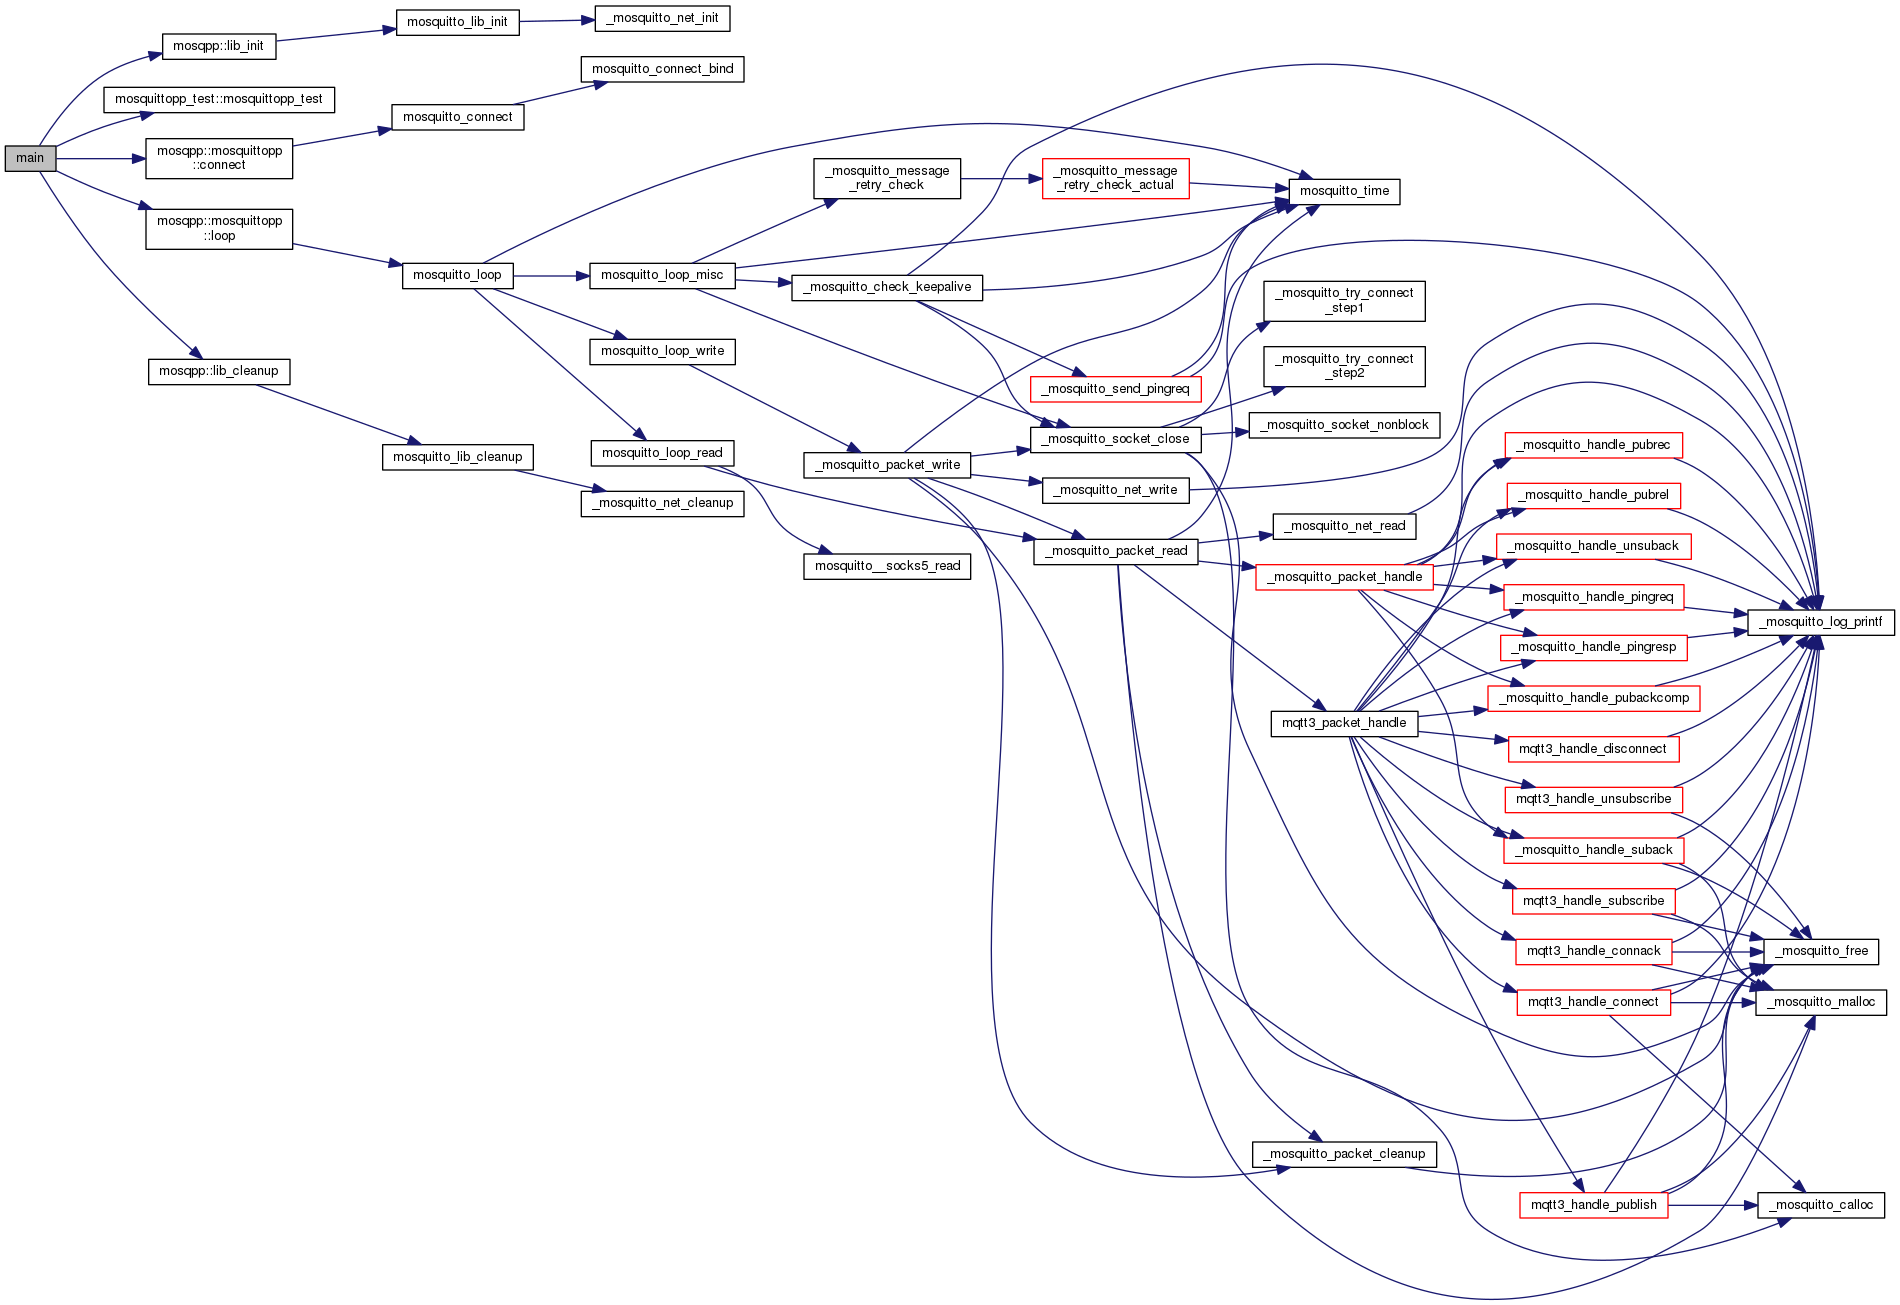 main
mosqpp::lib_init
mosquittopp_test::mosquittopp_test
mosqpp::mosquittopp
::connect
mosqpp::mosquittopp
::loop
mosqpp::lib_cleanup
mosquitto_lib_init
mosquitto_connect
mosquitto_loop
mosquitto_lib_cleanup
_mosquitto_net_init
mosquitto_connect_bind
mosquitto_loop_misc
mosquitto_loop_write
mosquitto_loop_read
_mosquitto_net_cleanup
_mosquitto_message
_retry_check
_mosquitto_check_keepalive
_mosquitto_packet_write
mosquitto__socks5_read
_mosquitto_message
_retry_check_actual
_mosquitto_send_pingreq
_mosquitto_socket_close
_mosquitto_net_write
_mosquitto_packet_read
mosquitto_time
_mosquitto_try_connect
_step1
_mosquitto_try_connect
_step2
_mosquitto_socket_nonblock
_mosquitto_net_read
_mosquitto_packet_handle
mqtt3_packet_handle
_mosquitto_packet_cleanup
_mosquitto_handle_pubrec
_mosquitto_handle_pubrel
_mosquitto_handle_unsuback
_mosquitto_handle_pingreq
_mosquitto_handle_pingresp
_mosquitto_handle_pubackcomp
mqtt3_handle_disconnect
mqtt3_handle_unsubscribe
_mosquitto_handle_suback
mqtt3_handle_subscribe
mqtt3_handle_connack
mqtt3_handle_connect
mqtt3_handle_publish
_mosquitto_log_printf
_mosquitto_free
_mosquitto_malloc
_mosquitto_calloc